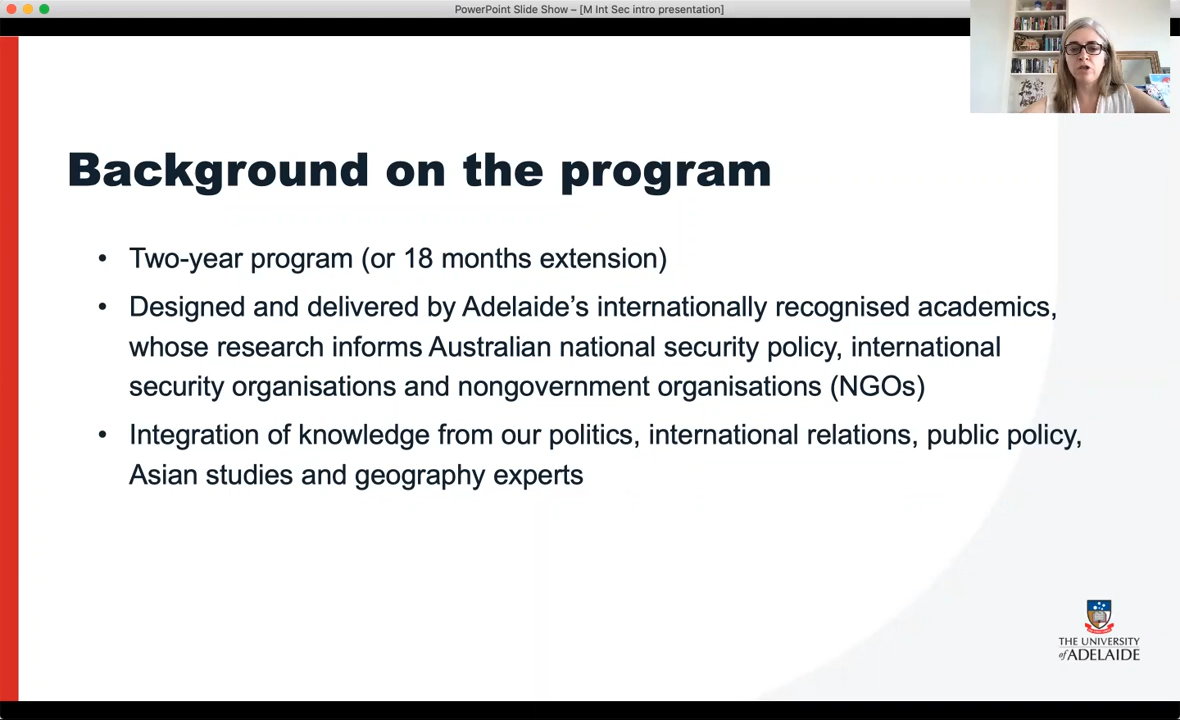 PowerPoint Slide Show – [M Int Sec intro presentation]
Background on the program
• Two-year program (or 18 months extension)
• Designed and delivered by Adelaide's internationally recognised academics,
whose research informs Australian national security policy, international
security organisations and nongovernment organisations (NGOs)
• Integration of knowledge from our politics, international relations, public policy,
Asian studies and geography experts
THE UNIVERSITY
of ADELAIDE